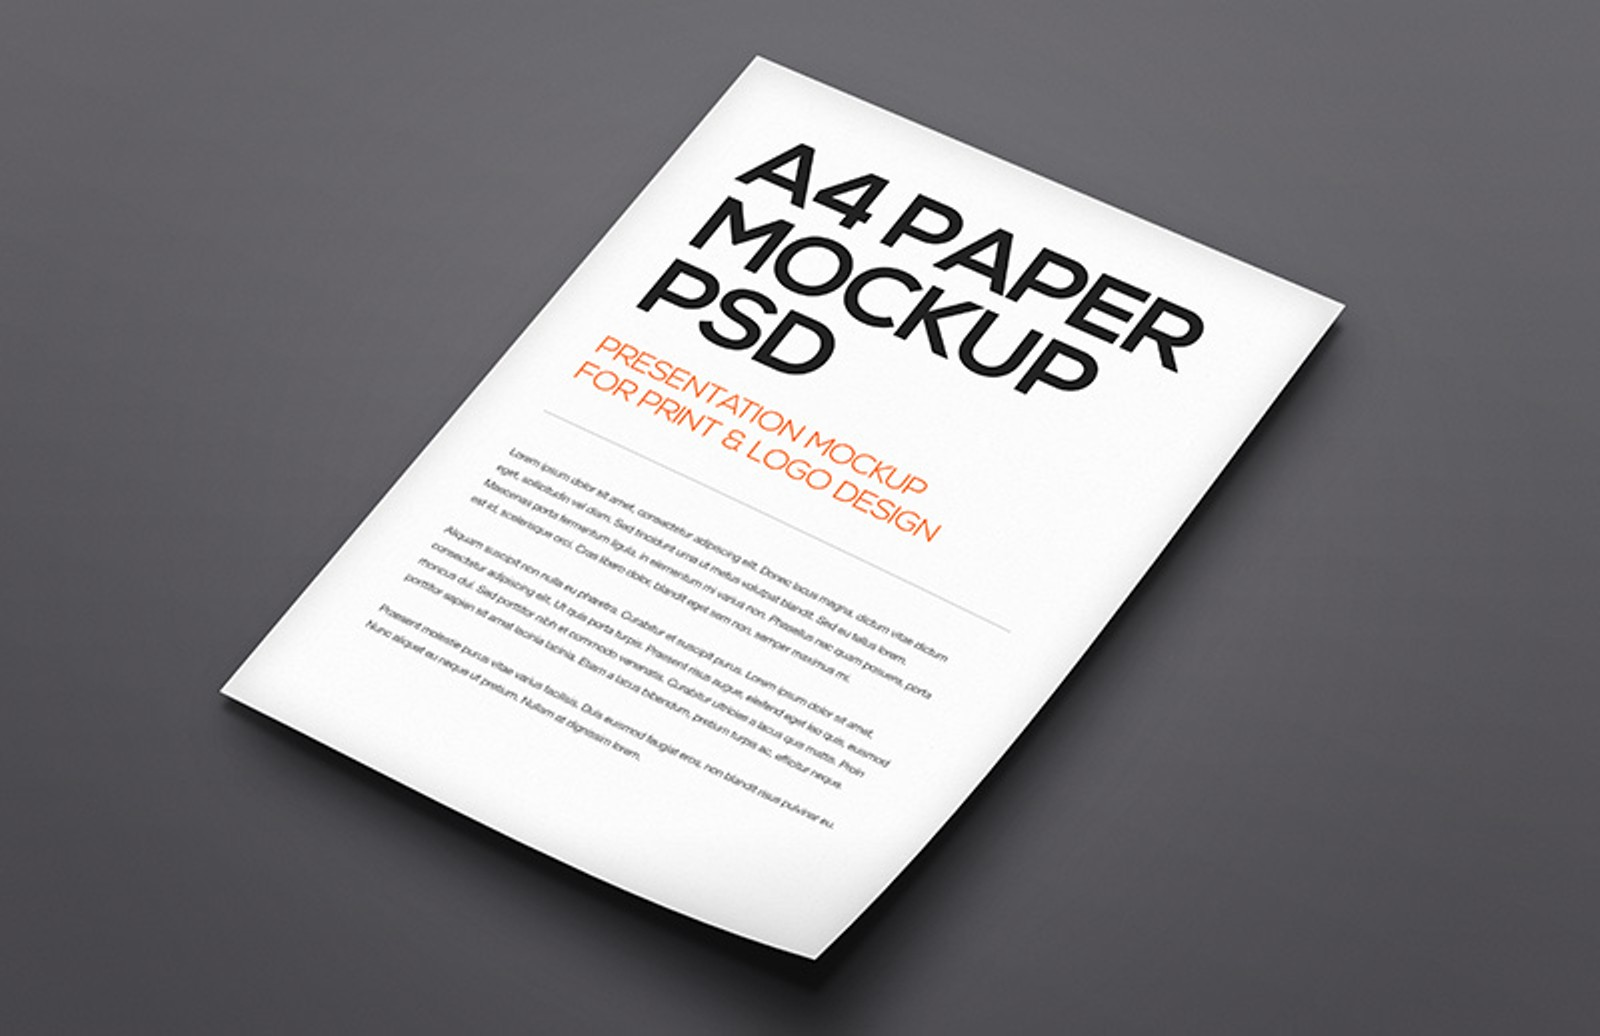 A4 PAPER
MOCKUP
PSD
PRESENTATION MOCKUP
FOR PRINT & LOGO DESIGN
Lorem ipsum dolor sit amet, consectetur adipiscing elit. Donec lacus magna, dictum vitae dictum
eget, sollicitudin vel diam. Sed tincidunt urna ut metus volutpat blandit. Sed eu tellus lorem.
Maecenas porta fermentum ligula, in elementum mi varius non. Phasellus nec quam posuere, porta
est id, scelerisque orci. Cras libero dolor, blandit eget sem non, semper maximus mi.
Aliquam suscipit non nulla eu pharetra. Curabitur et suscipit purus. Lorem ipsum dolor sit amet,
consectetur adipiscing elit. Ut quis porta turpis. Praesent risus augue, eleifend eget leo quis, euismod
rhoncus dui. Sed porttitor nibh et commodo venenatis. Curabitur ultricies a lacus quis mattis. Proin
porttitor sapien sit amet lacinia lacinia. Etiam a lacus bibendum, pretium turpis ac, efficitur neque.
Praesent molestie purus vitae varius facilisis. Duis euismod feugiat eros, non blandit risus pulvinar eu.
Nunc aliquet eu neque ut pretium. Nullam at dignissim lorem.